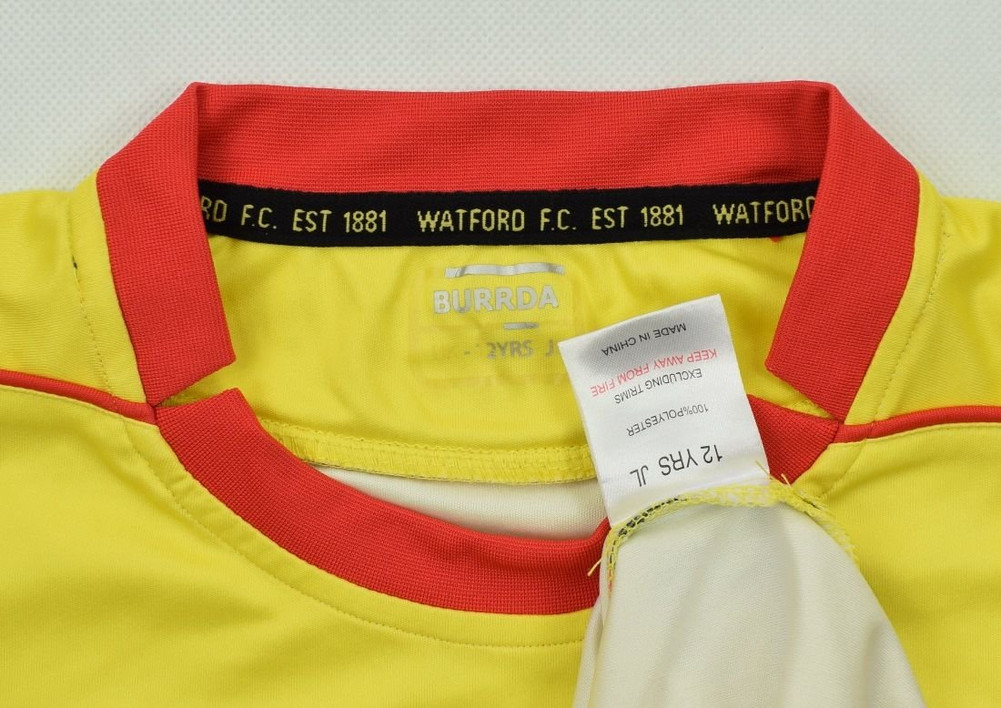 RD F.C. EST 1881 WATFORD F.C. EST 1881 WATFORD
BURRDA
2YRS J
MADE IN CHINA
KEEP AWAY FROM FIRE
EXCLUDING TRIMS
100%POLYESTER
12 YRS JL